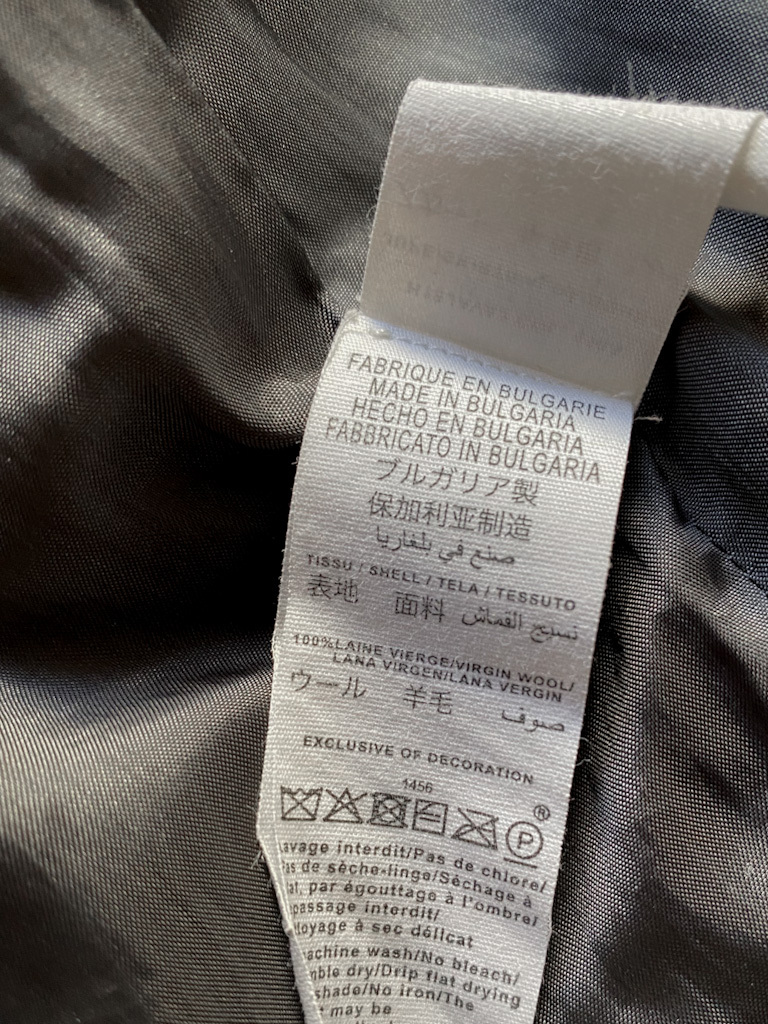 FABRIQUE EN BULGARIE
MADE IN BULGARIA
HECHO EN BULGARIA
FABBRICATO IN BULGARIA
ブルガリア製
保加利亚制造
صنع في بلغاريا
TISSU / SHELL / TELA / TESSUTO
表地 面料 نسيج القماش
100%LAINE VIERGE/VIRGIN WOOL/
LANA VIRGEN/LANA VERGIN
ウール 羊毛 صوف
EXCLUSIVE OF DECORATION
1456
P ®
avage interdit/Pas de chlore/
as de sèche-linge/Séchage à
at, par égouttage à l'ombre/
passage interdit/
ttoyage à sec délicat
achine wash/No bleach/
mble dry/Drip flat drying
shade/No iron/The
may be